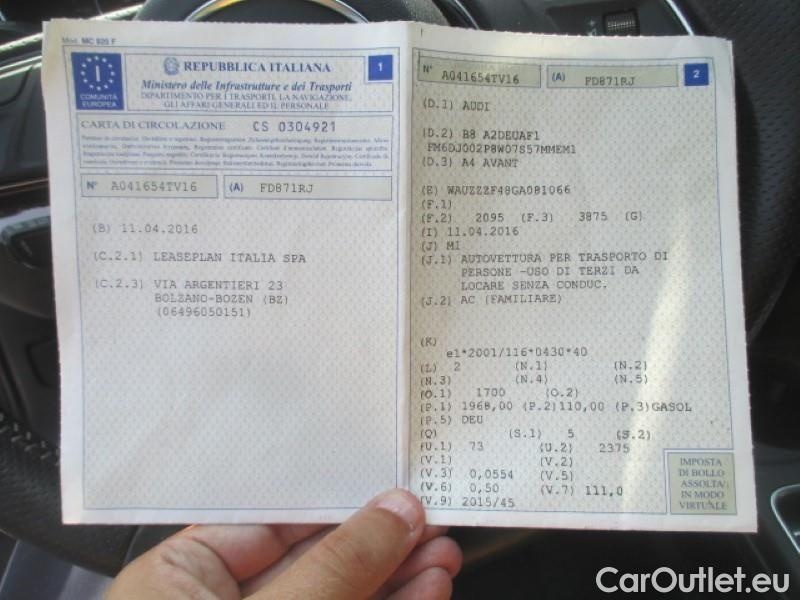 Mod. MC 820 F
I
COMUNITÀ
EUROPEA
REPUBBLICA ITALIANA
1
Ministero delle Infrastrutture e dei Trasporti
DIPARTIMENTO PER I TRASPORTI, LA NAVIGAZIONE,
GLI AFFARI GENERALI ED IL PERSONALE
CARTA DI CIRCOLAZIONE CS 0304921
N° A041654TV16 (A) FD871RJ
(B) 11.04.2016
(C.2.1) LEASEPLAN ITALIA SPA
(C.2.3) VIA ARGENTIERI 23
BOLZANO-BOZEN (BZ)
(06496050151)
N° A041654TV16 (A) FD871RJ
2
(D.1) AUDI
(D.2) B8 A2DEUAF1
FM6DJ002P8W07S57MMEM1
(D.3) A4 AVANT
(E) WAUZZZF48GA081066
(F.1)
(F.2) 2095 (F.3) 3875 (G)
(I) 11.04.2016
(J) M1
(J.1) AUTOVETTURA PER TRASPORTO DI
PERSONE -USO DI TERZI DA
LOCARE SENZA CONDUC.
(J.2) AC (FAMILIARE)
(K)
e1*2001/116*0430*40
(L) 2 (N.1) (N.2)
(N.3) (N.4) (N.5)
(O.1) 1700 (O.2)
(P.1) 1968,00 (P.2)110,00 (P.3)GASOL
(P.5) DEU
(Q) (S.1) 5 (S.2)
(U.1) 73 (U.2) 2375
(V.1) (V.2)
(V.3) 0,0554 (V.5)
(V.6) 0,50 (V.7) 111,0
(V.9) 2015/45
IMPOSTA
DI BOLLO
ASSOLTA
IN MODO
VIRTUALE
CarOutlet.eu